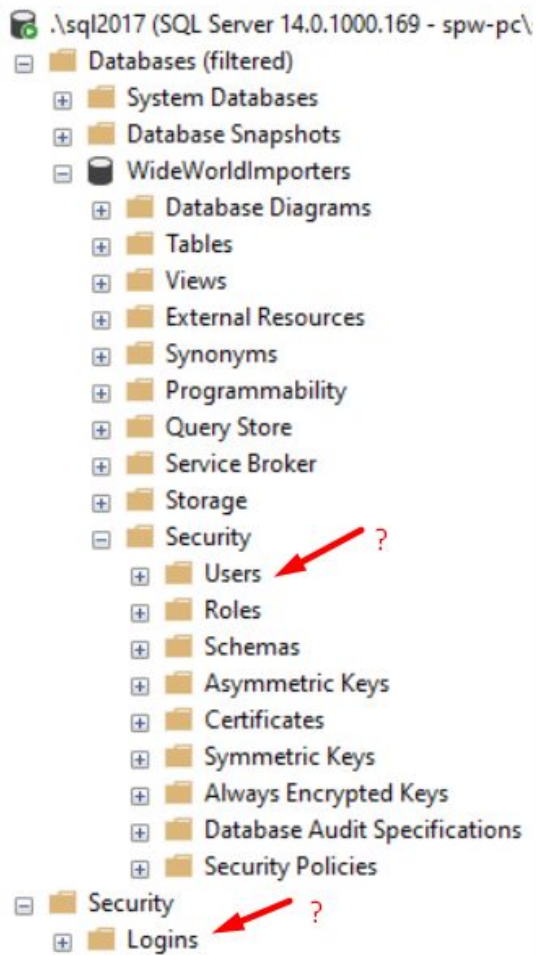 .\sql2017 (SQL Server 14.0.1000.169 - spw-pc\
Databases (filtered)
System Databases
Database Snapshots
WideWorldImporters
Database Diagrams
Tables
Views
External Resources
Synonyms
Programmability
Query Store
Service Broker
Storage
Security
?
Users
Roles
Schemas
Asymmetric Keys
Certificates
Symmetric Keys
Always Encrypted Keys
Database Audit Specifications
Security Policies
Security
?
Logins